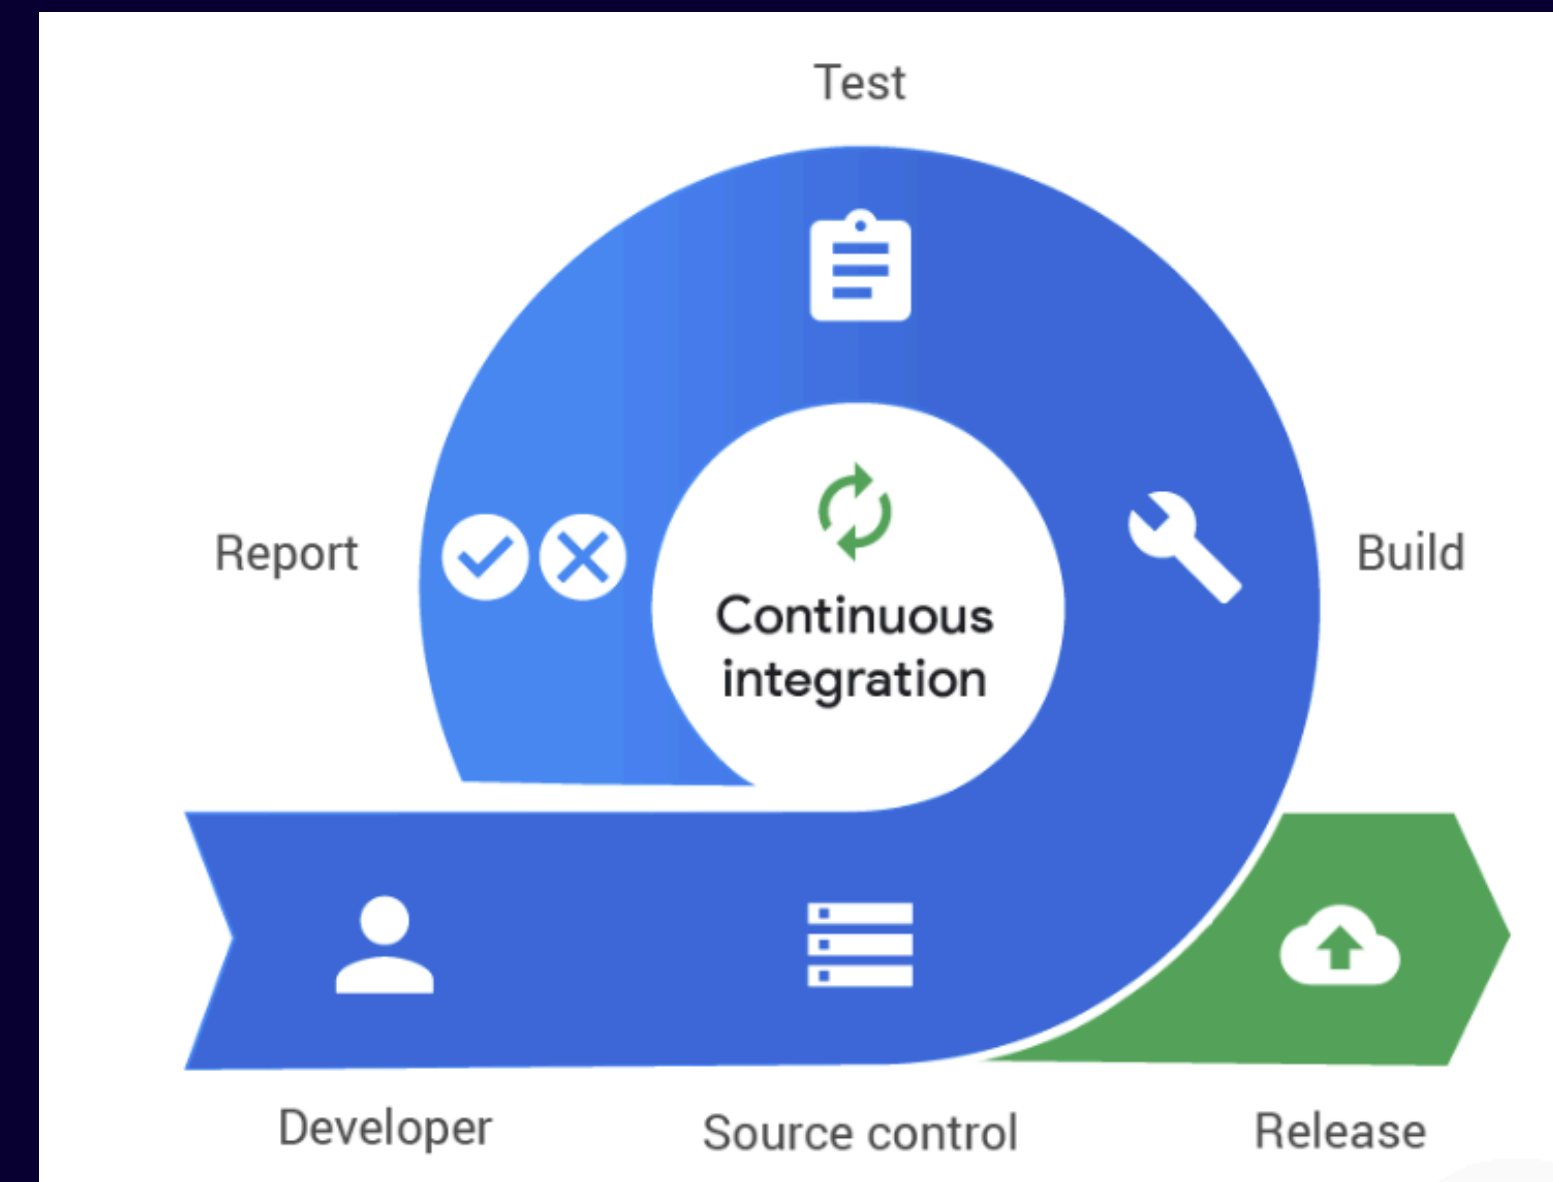 Test
Report
Continuous
integration
Build
Developer
Source control
Release